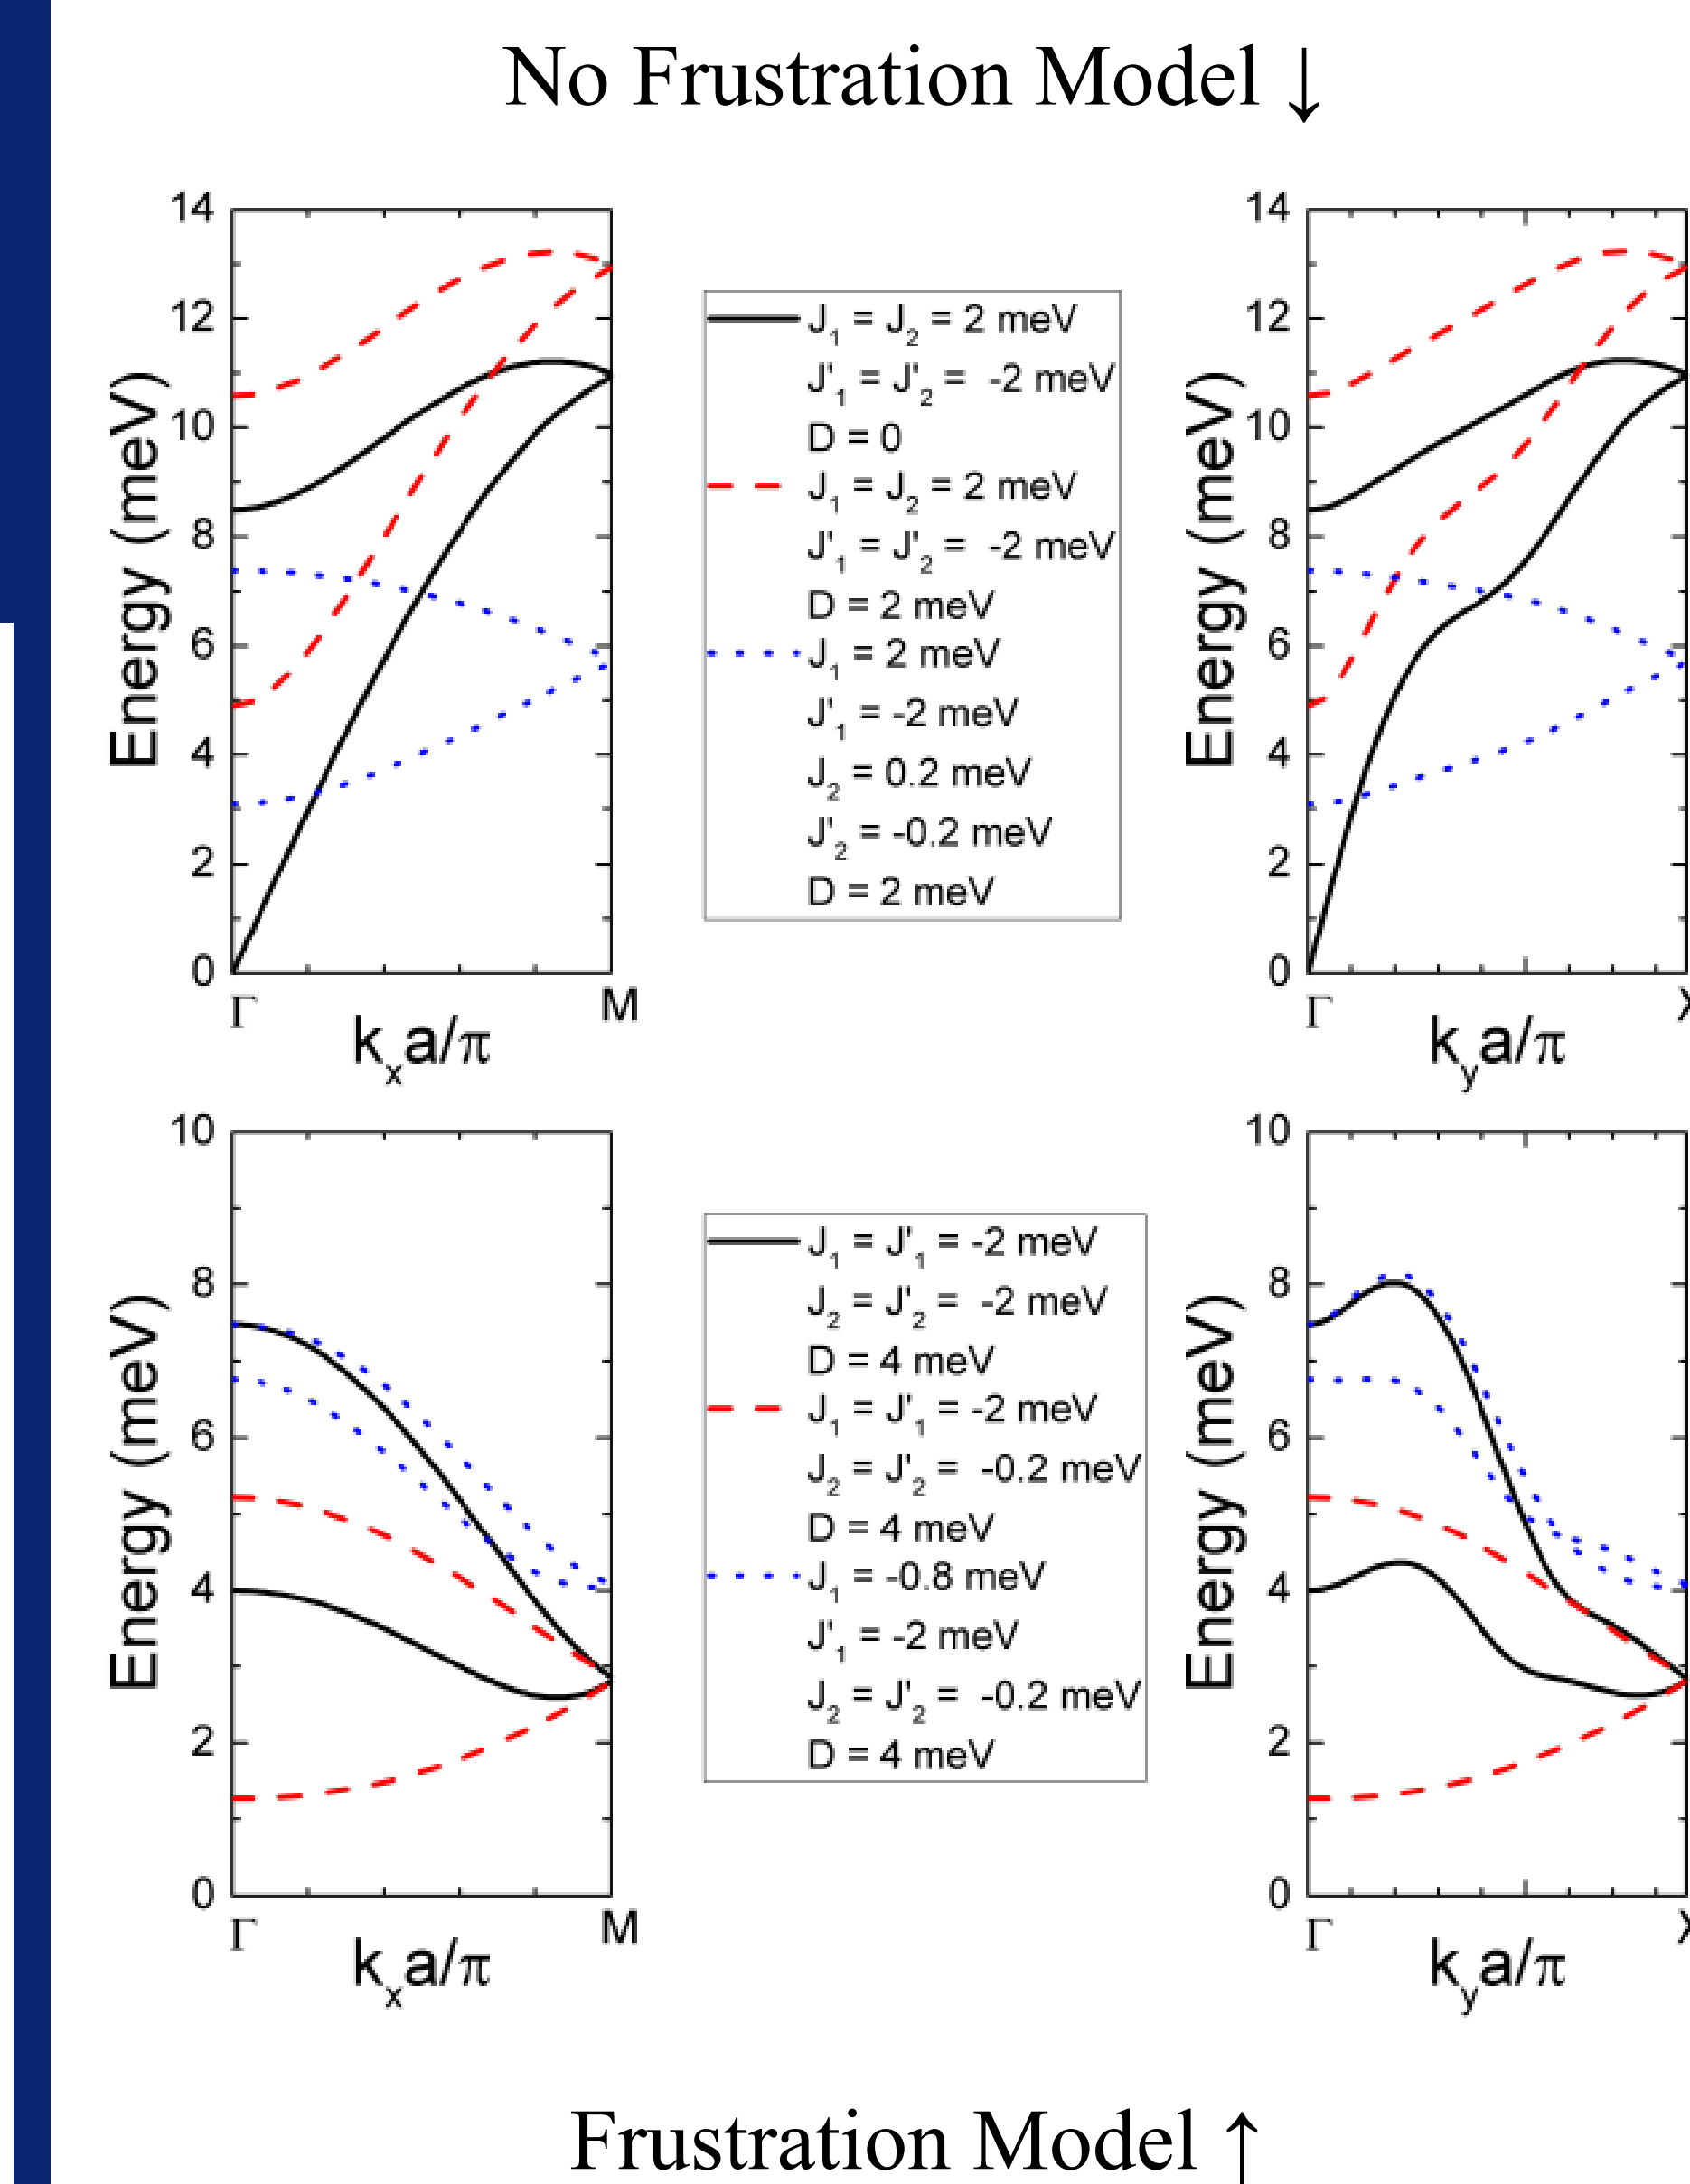 No Frustration Model ↓
14
12
10
8
6
4
2
0
Energy (meV)
Γ
M
kₓa/π
J₁ = J₂ = 2 meV
J'₁ = J'₂ = -2 meV
D = 0
J₁ = J₂ = 2 meV
J'₁ = J'₂ = -2 meV
D = 2 meV
J₁ = 2 meV
J'₁ = -2 meV
J₂ = 0.2 meV
J'₂ = -0.2 meV
D = 2 meV
14
12
10
8
6
4
2
0
Energy (meV)
Γ
k_ya/π
10
8
6
4
2
0
Energy (meV)
Γ
M
kₓa/π
J₁ = J'₁ = -2 meV
J₂ = J'₂ = -2 meV
D = 4 meV
J₁ = J'₁ = -2 meV
J₂ = J'₂ = -0.2 meV
D = 4 meV
J₁ = -0.8 meV
J'₁ = -2 meV
J₂ = J'₂ = -0.2 meV
D = 4 meV
10
8
6
4
2
0
Energy (meV)
Γ
k_ya/π
Frustration Model ↑